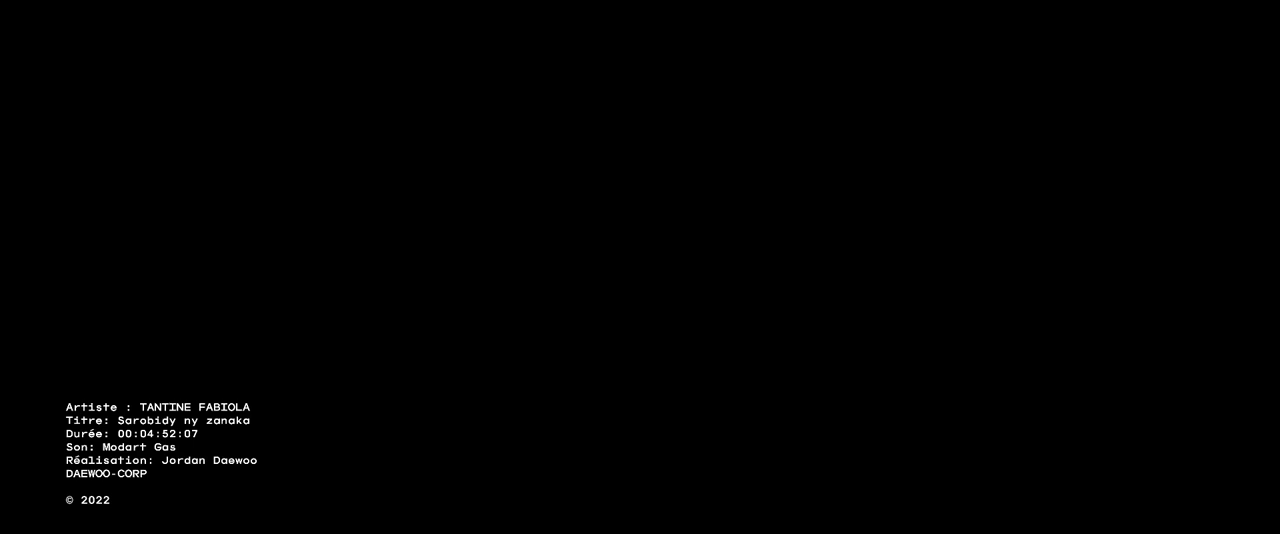 Artiste : TANTINE FABIOLA
Titre: Sarobidy ny zanaka
Durée: 00:04:52:07
Son: Modart Gas
Réalisation: Jordan Daewoo
DAEWOO-CORP
© 2022